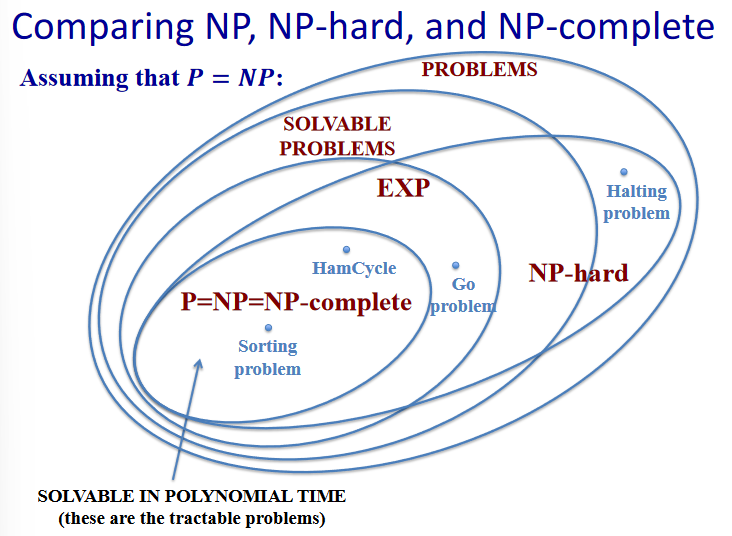 Comparing NP, NP-hard, and NP-complete
Assuming that P = NP:
PROBLEMS
SOLVABLE
PROBLEMS
EXP
Halting
problem
HamCycle
NP-hard
Go
problem
P=NP=NP-complete
Sorting
problem
SOLVABLE IN POLYNOMIAL TIME
(these are the tractable problems)